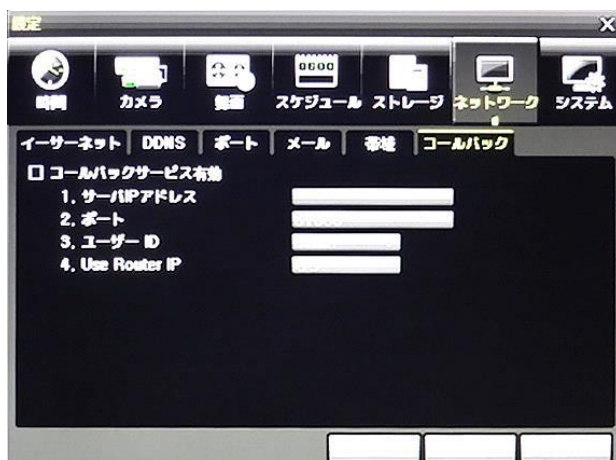 設定
時間 カメラ 録画 スケジュール ストレージ ネットワーク システム
イーサーネット DDNS ポート メール 帯域 コールバック
コールバックサービス有効
1. サーバIPアドレス
2. ポート
3. ユーザー ID
4. Use Router IP